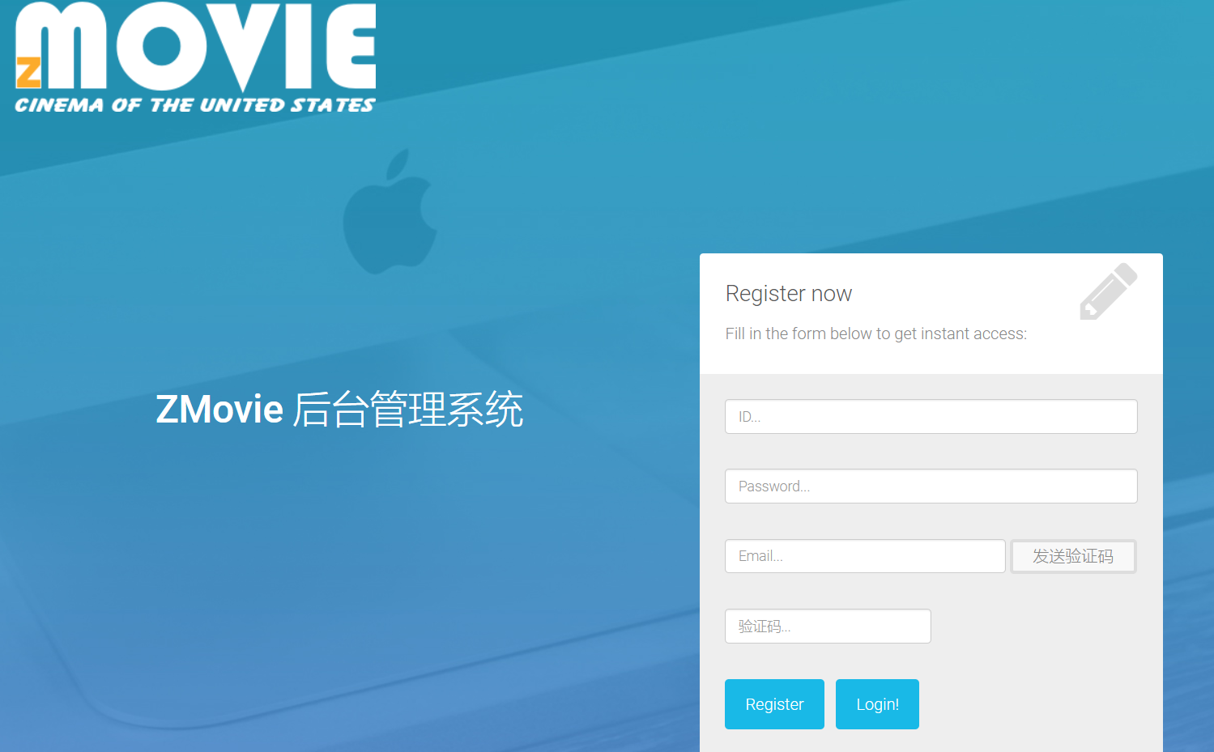 zMOVIE
CINEMA OF THE UNITED STATES
ZMovie 后台管理系统
Register now
Fill in the form below to get instant access:
ID...
Password...
Email...
发送验证码
验证码...
Register
Login!